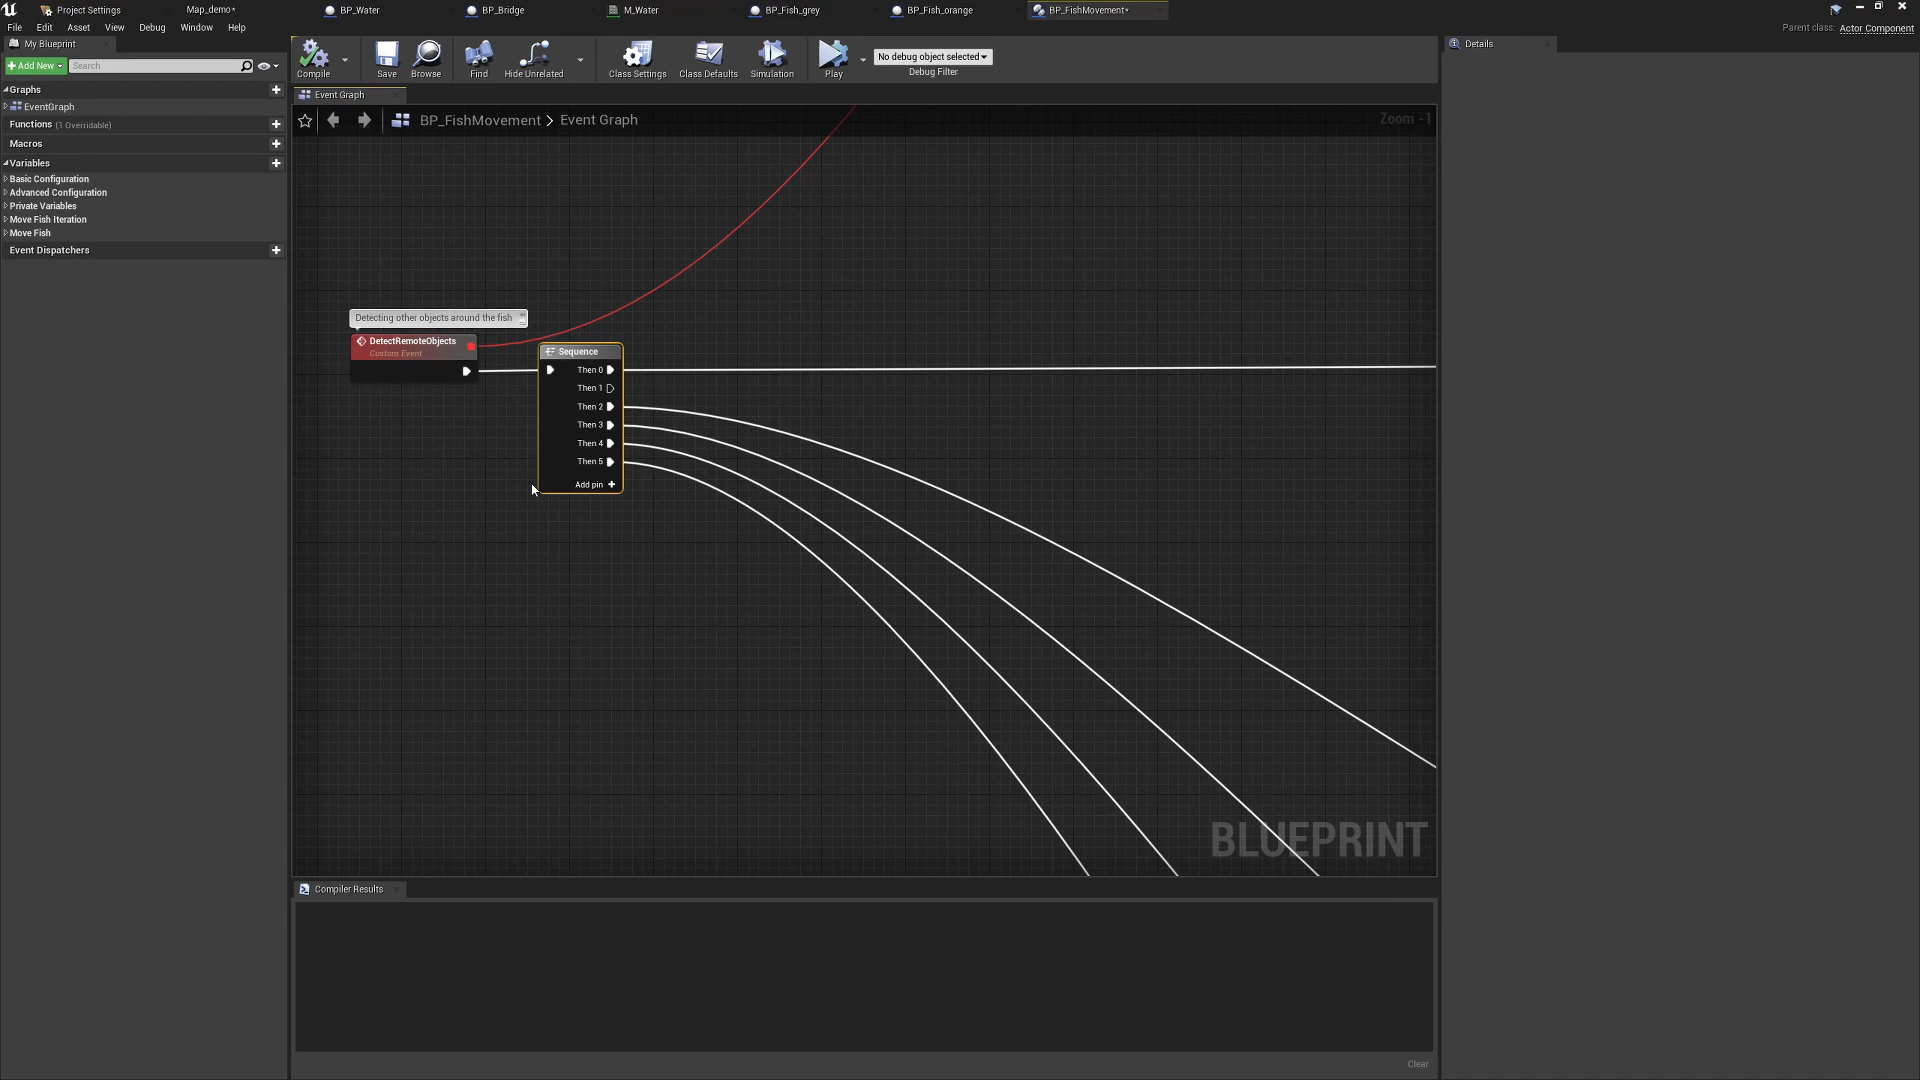 Project Settings
Map_demo*
BP_Water
BP_Bridge
M_Water
BP_Fish_grey
BP_Fish_orange
BP_FishMovement*
File Edit Asset View Debug Window Help
Parent class: Actor Component
My Blueprint
Add New
Search
Graphs
EventGraph
Functions (1 Overridable)
Macros
Variables
Basic Configuration
Advanced Configuration
Private Variables
Move Fish Iteration
Move Fish
Event Dispatchers
Compile
Save
Browse
Find
Hide Unrelated
Class Settings
Class Defaults
Simulation
Play
No debug object selected
Debug Filter
Event Graph
BP_FishMovement > Event Graph
Zoom -1
Detecting other objects around the fish
DetectRemoteObjects
Custom Event
Sequence
Then 0
Then 1
Then 2
Then 3
Then 4
Then 5
Add pin +
BLUEPRINT
Compiler Results
Clear
Details